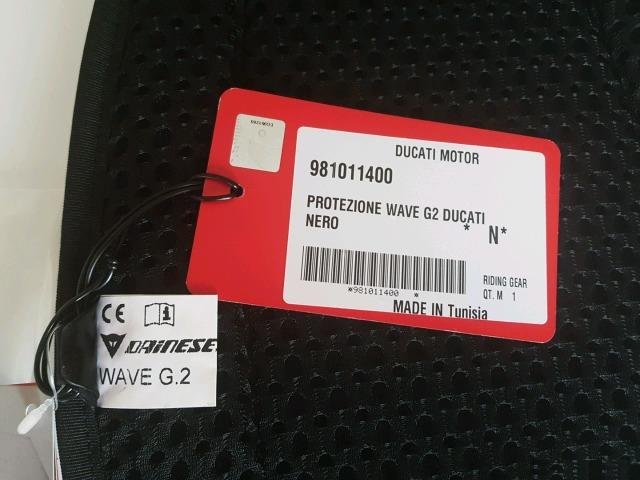 DUCATI MOTOR
981011400
PROTEZIONE WAVE G2 DUCATI
NERO * N*
*981011400 *
RIDING GEAR
QT. M 1
MADE IN Tunisia
CE i
DAINESE
WAVE G.2